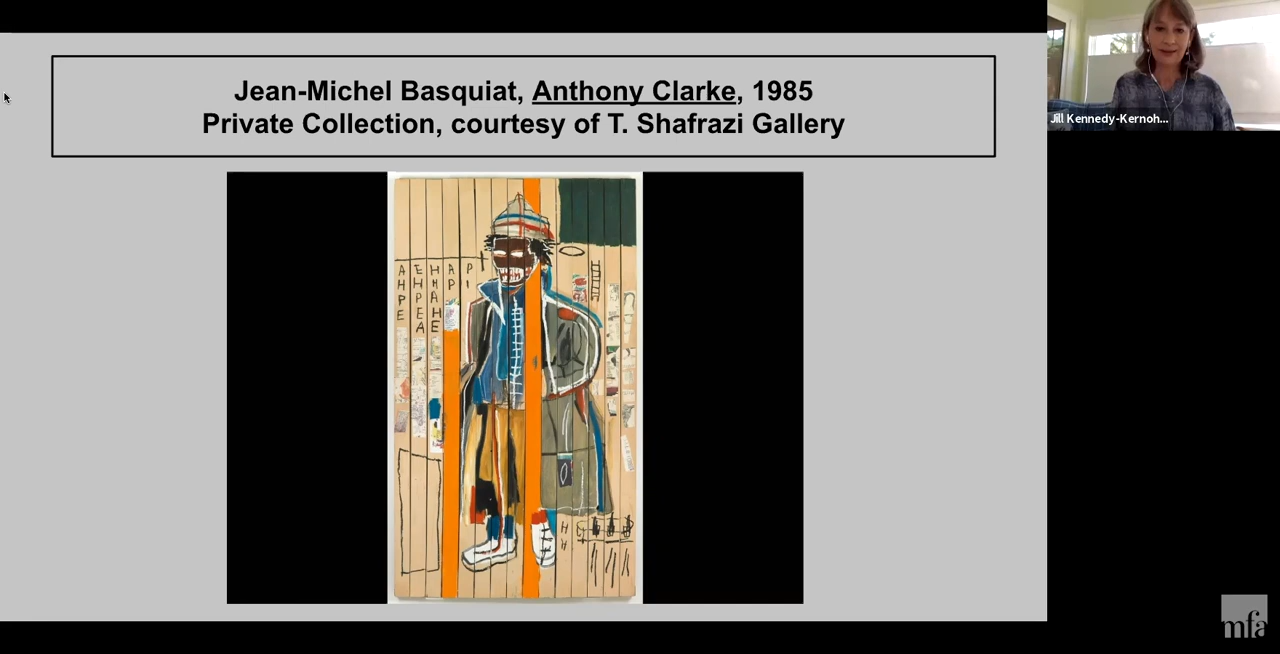 Jean-Michel Basquiat, Anthony Clarke, 1985
Private Collection, courtesy of T. Shafrazi Gallery
Jill Kennedy-Kernoh...
A
H
P
E
E
H
P
E
A
H
H
A
H
E
A
P
P
I
H
H
mfa